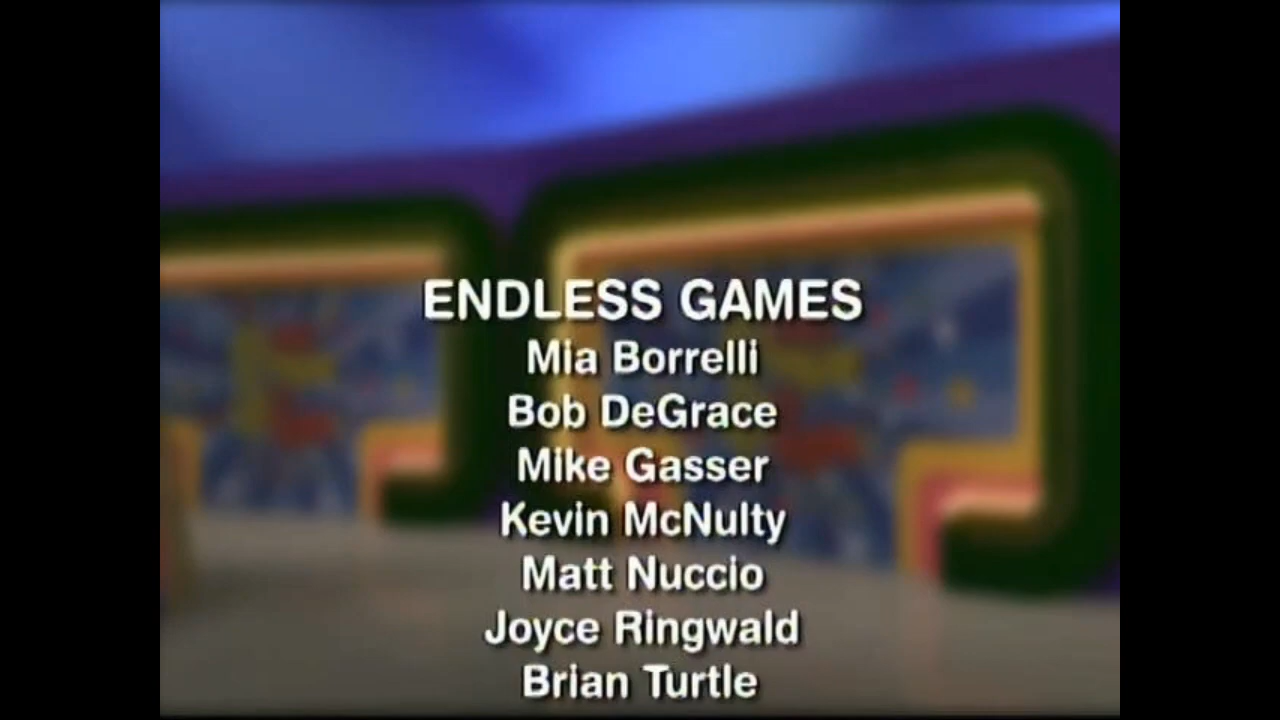 ENDLESS GAMES
Mia Borrelli
Bob DeGrace
Mike Gasser
Kevin McNulty
Matt Nuccio
Joyce Ringwald
Brian Turtle